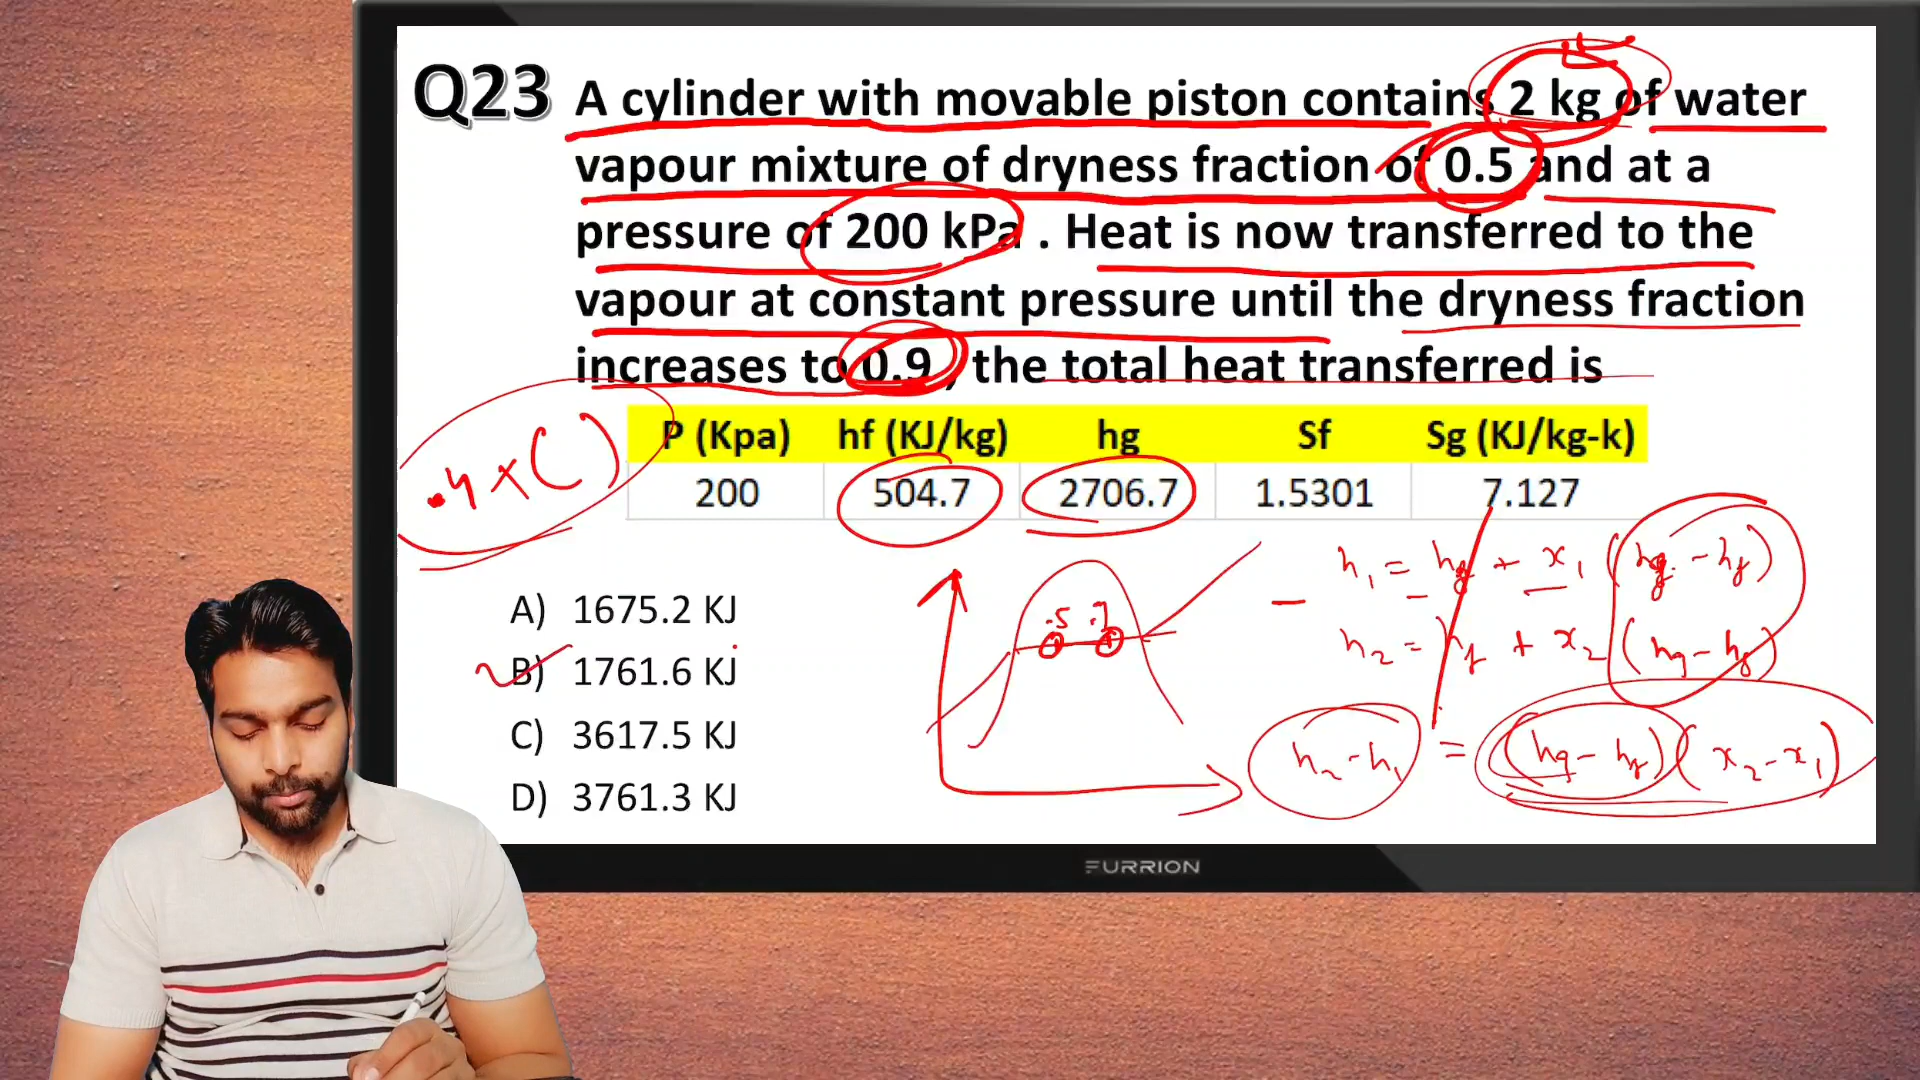 Q23 A cylinder with movable piston contains 2 kg of water
vapour mixture of dryness fraction of 0.5 and at a
pressure of 200 kPa . Heat is now transferred to the
vapour at constant pressure until the dryness fraction
increases to 0.9 , the total heat transferred is
.4 × ( )
P (Kpa) hf (KJ/kg) hg Sf Sg (KJ/kg-k)
200 504.7 2706.7 1.5301 7.127
A) 1675.2 KJ
B) 1761.6 KJ
C) 3617.5 KJ
D) 3761.3 KJ
.5
h₁ = hf + x₁ (hg - hf)
h₂ = hf + x₂ (hg - hf)
h₂ - h₁ = (hg - hf) (x₂ - x₁)
FURRION